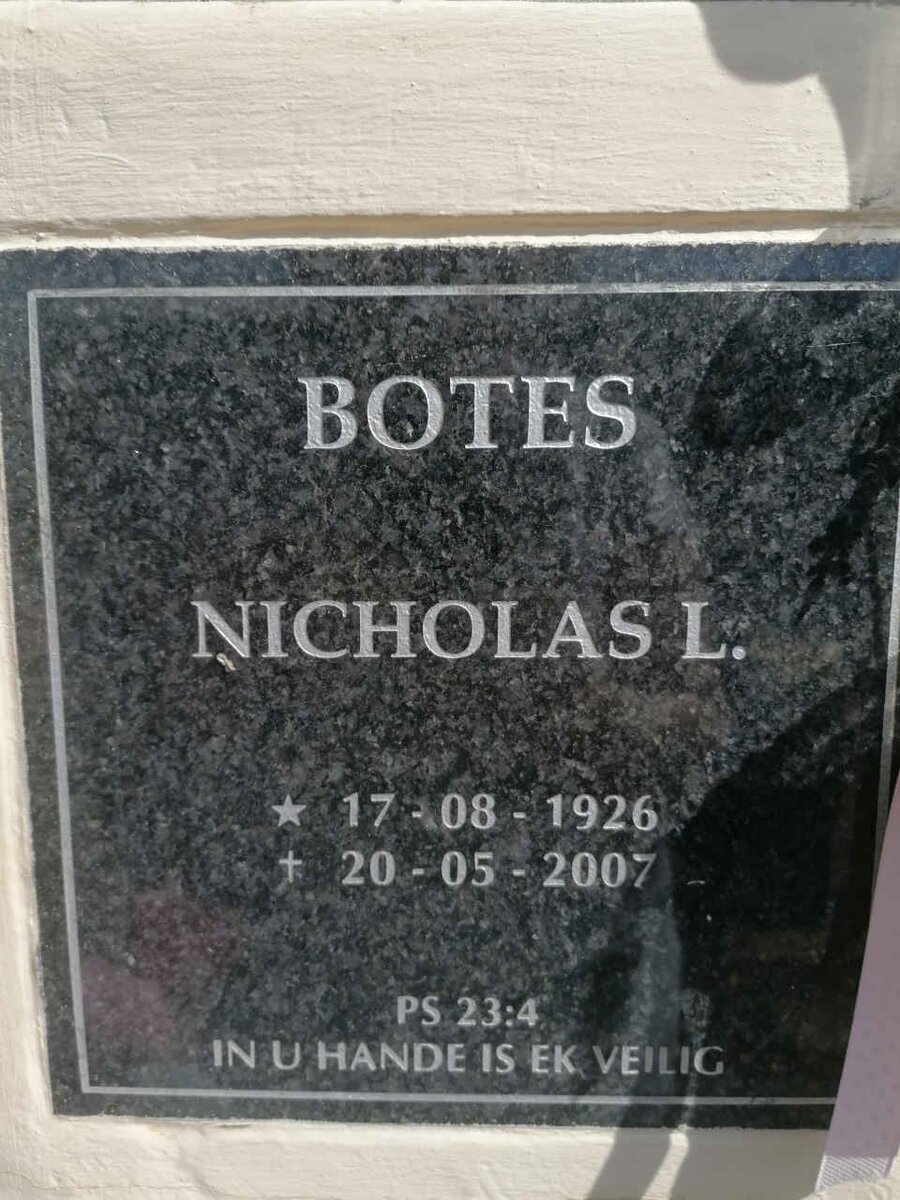 BOTES
NICHOLAS L.
★ 17 - 08 - 1926
✝ 20 - 05 - 2007
PS 23:4
IN U HANDE IS EK VEILIG